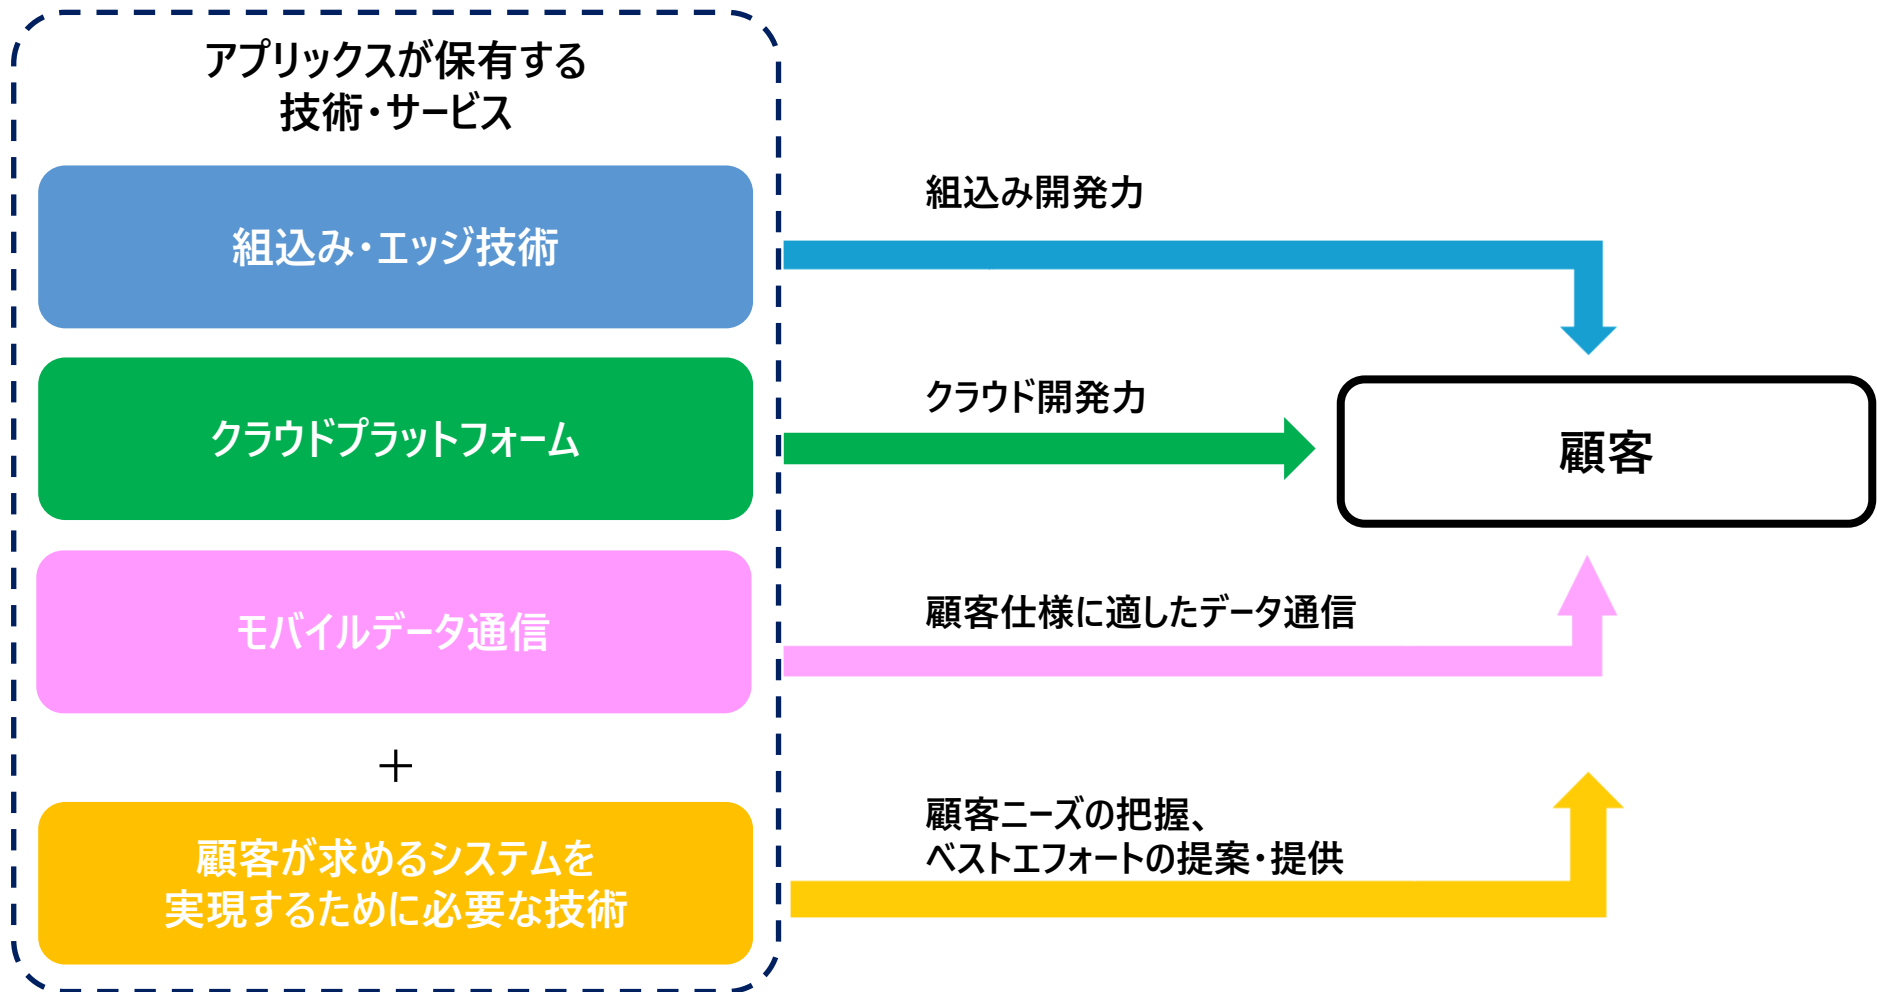 アプリックスが保有する
技術・サービス
組込み・エッジ技術
組込み開発力
クラウドプラットフォーム
クラウド開発力
顧客
モバイルデータ通信
顧客仕様に適したデータ通信
＋
顧客が求めるシステムを
実現するために必要な技術
顧客ニーズの把握、
ベストエフォートの提案・提供